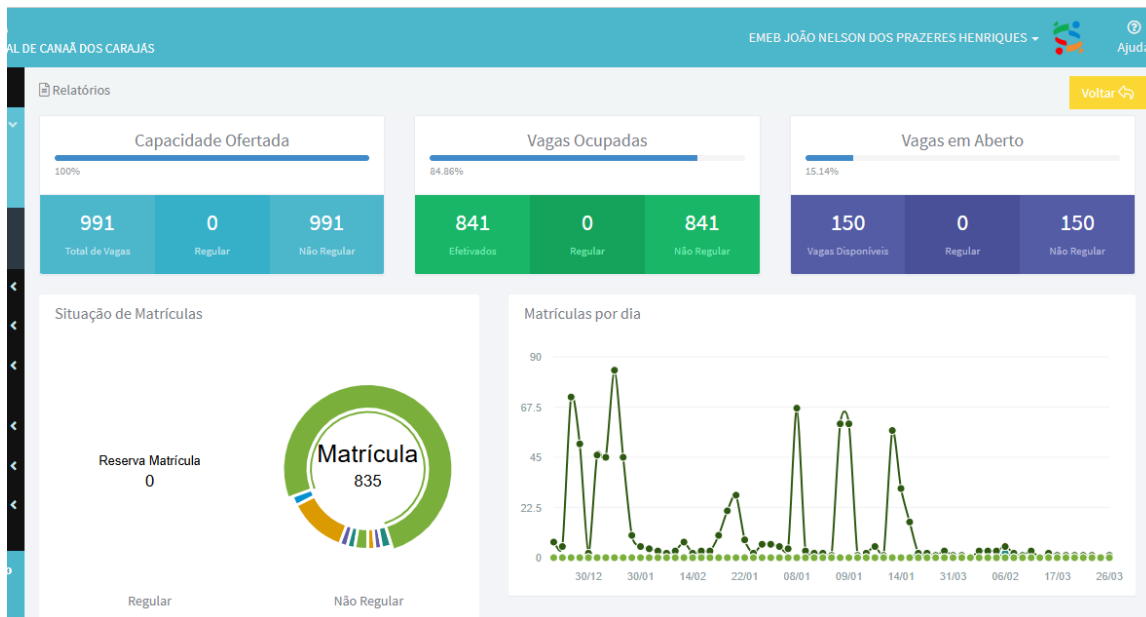 AL DE CANAÃ DOS CARAJÁS
EMEB JOÃO NELSON DOS PRAZERES HENRIQUES
Ajuda
Relatórios
Voltar
Capacidade Ofertada
100%
991
Total de Vagas
0
Regular
991
Não Regular
Vagas Ocupadas
84.86%
841
Efetivados
0
Regular
841
Não Regular
Vagas em Aberto
15.14%
150
Vagas Disponíveis
0
Regular
150
Não Regular
Situação de Matrículas
Reserva Matrícula
0
Matrícula
835
Regular
Não Regular
Matrículas por dia
90
67.5
45
22.5
0
30/12 30/01 14/02 22/01 08/01 09/01 14/01 31/03 06/02 17/03 26/03